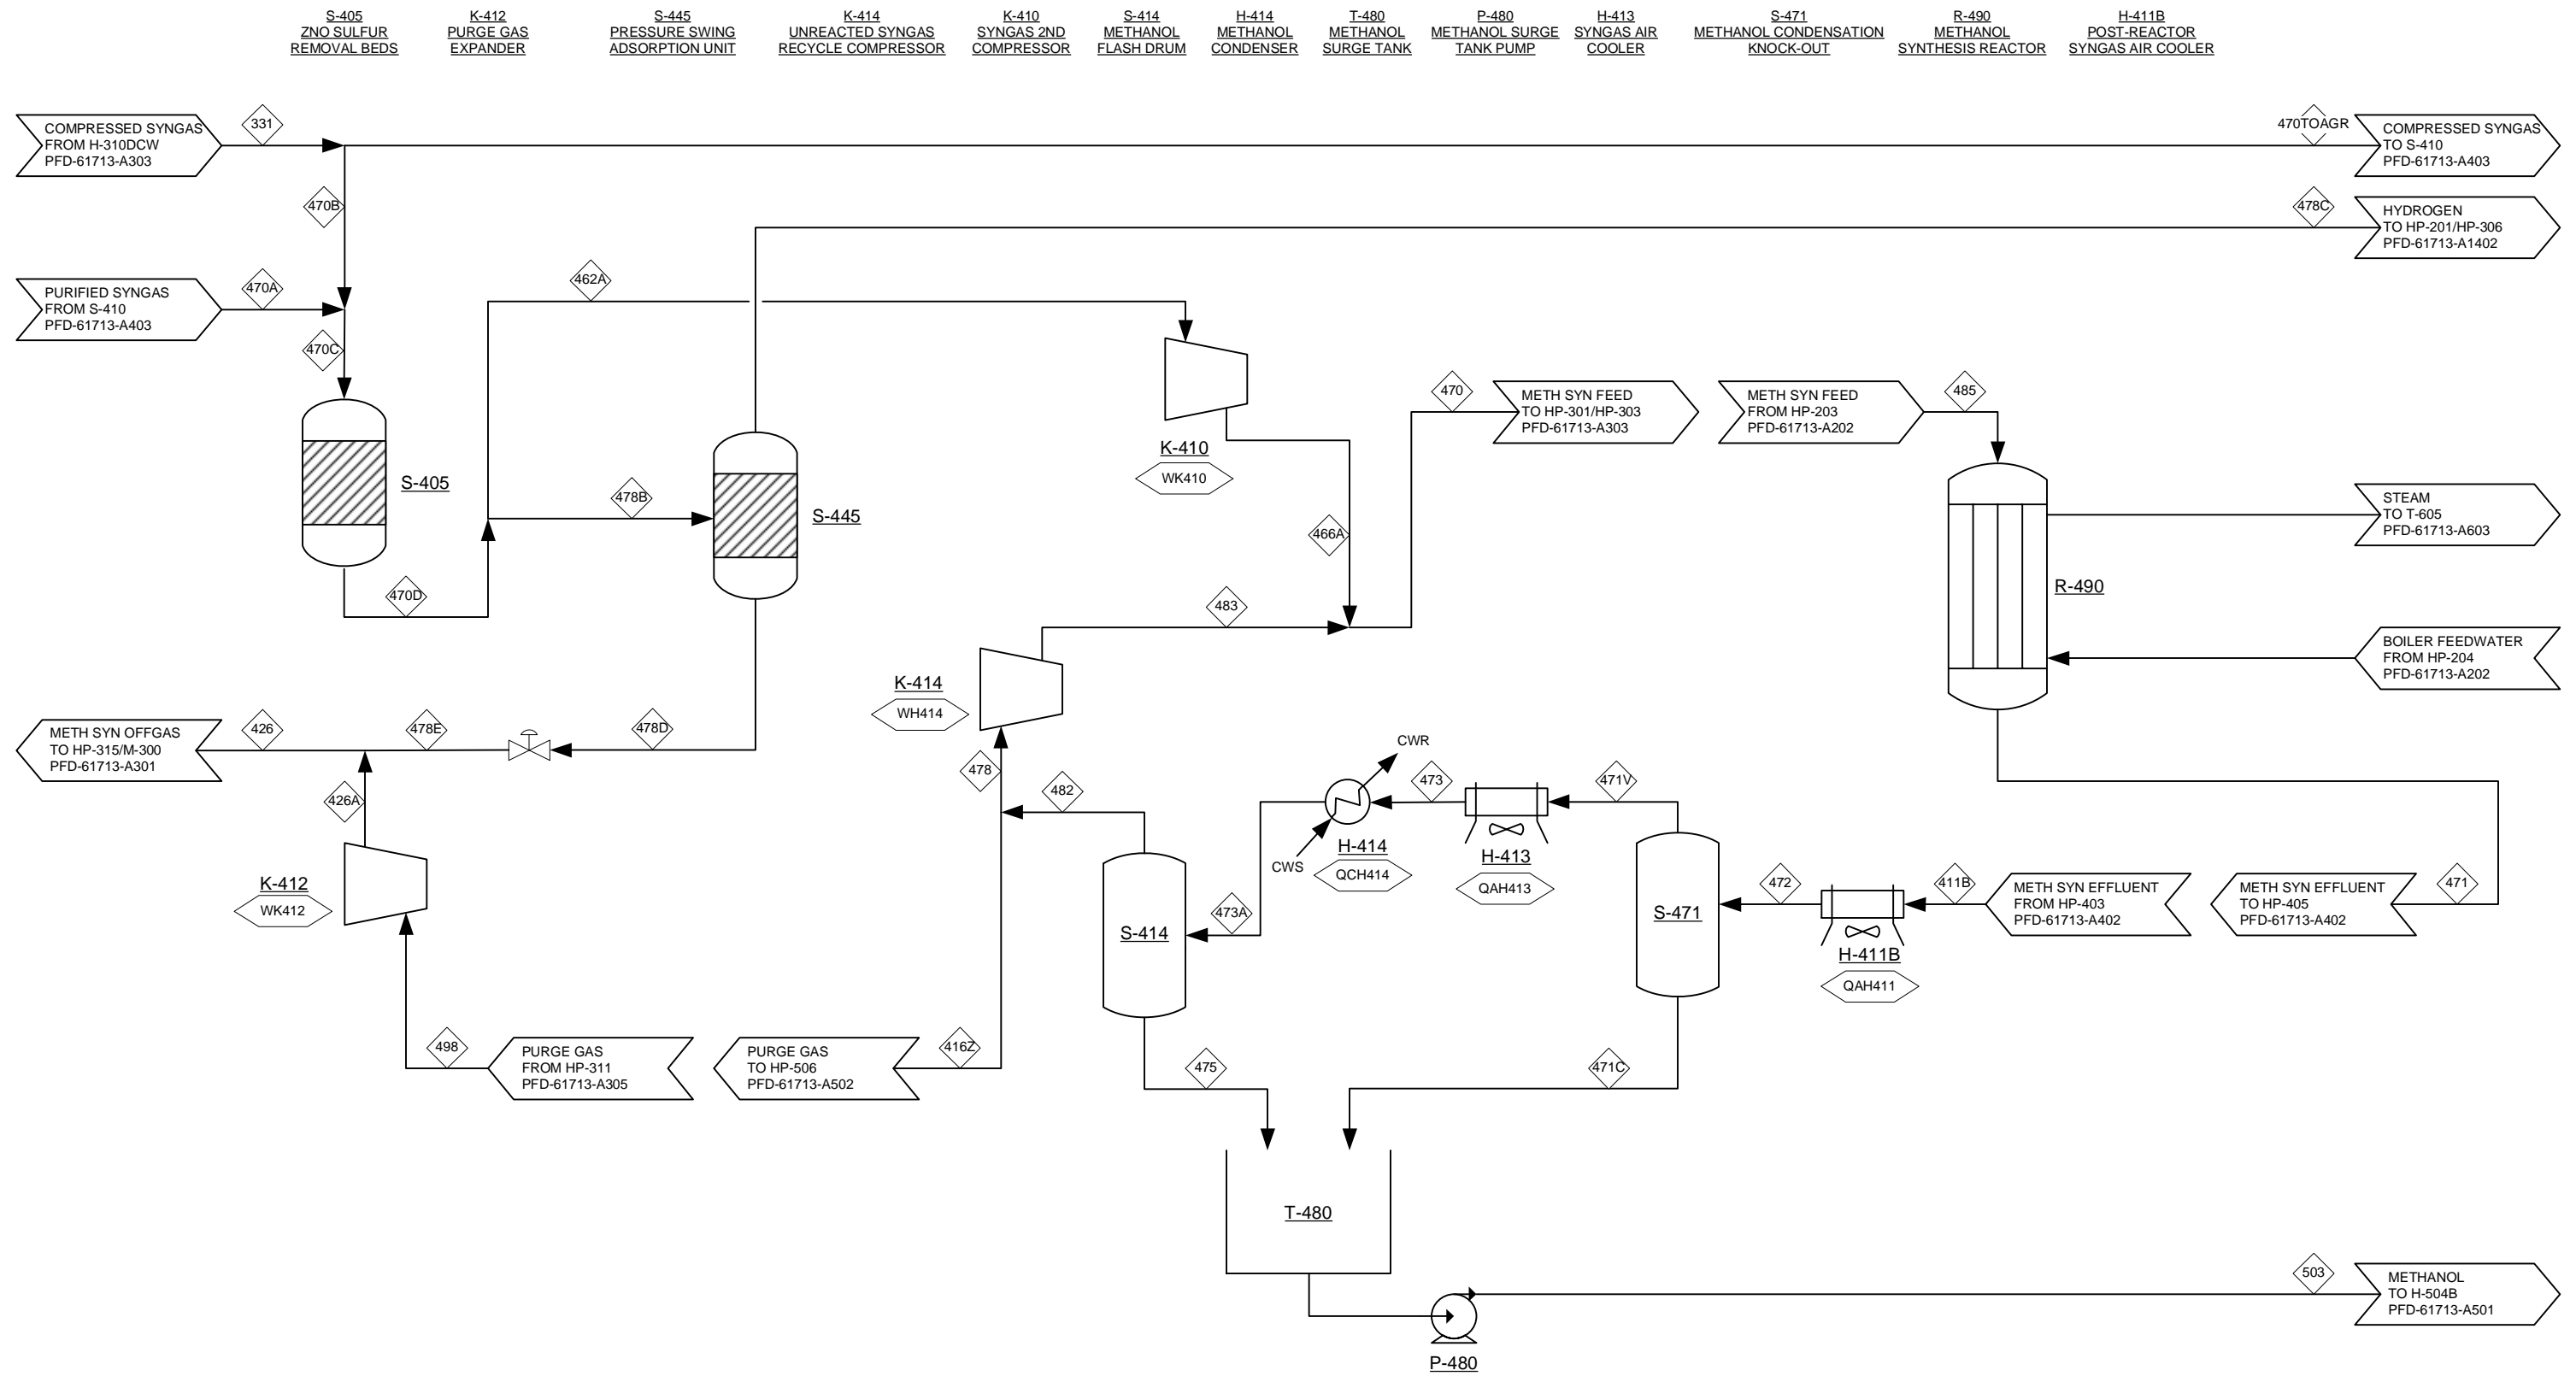 S-405
ZNO SULFUR
REMOVAL BEDS
K-412
PURGE GAS
EXPANDER
S-445
PRESSURE SWING
ADSORPTION UNIT
K-414
UNREACTED SYNGAS
RECYCLE COMPRESSOR
K-410
SYNGAS 2ND
COMPRESSOR
S-414
METHANOL
FLASH DRUM
H-414
METHANOL
CONDENSER
T-480
METHANOL
SURGE TANK
P-480
METHANOL SURGE
TANK PUMP
H-413
SYNGAS AIR
COOLER
S-471
METHANOL CONDENSATION
KNOCK-OUT
R-490
METHANOL
SYNTHESIS REACTOR
H-411B
POST-REACTOR
SYNGAS AIR COOLER
COMPRESSED SYNGAS
FROM H-310DCW
PFD-61713-A303
331
470TOAGR
COMPRESSED SYNGAS
TO S-410
PFD-61713-A403
470B
478C
HYDROGEN
TO HP-201/HP-306
PFD-61713-A1402
PURIFIED SYNGAS
FROM S-410
PFD-61713-A403
470A
462A
470C
S-405
478B
S-445
K-410
WK410
470
METH SYN FEED
TO HP-301/HP-303
PFD-61713-A303
METH SYN FEED
FROM HP-203
PFD-61713-A202
485
STEAM
TO T-605
PFD-61713-A603
466A
470D
483
R-490
BOILER FEEDWATER
FROM HP-204
PFD-61713-A202
K-414
WH414
METH SYN OFFGAS
TO HP-315/M-300
PFD-61713-A301
426
478E
478D
478
482
CWR
473
471V
426A
CWS
H-414
QCH414
H-413
QAH413
K-412
WK412
473A
S-414
S-471
472
411B
METH SYN EFFLUENT
FROM HP-403
PFD-61713-A402
METH SYN EFFLUENT
TO HP-405
PFD-61713-A402
471
H-411B
QAH411
498
PURGE GAS
FROM HP-311
PFD-61713-A305
PURGE GAS
TO HP-506
PFD-61713-A502
416Z
475
471C
T-480
503
METHANOL
TO H-504B
PFD-61713-A501
P-480